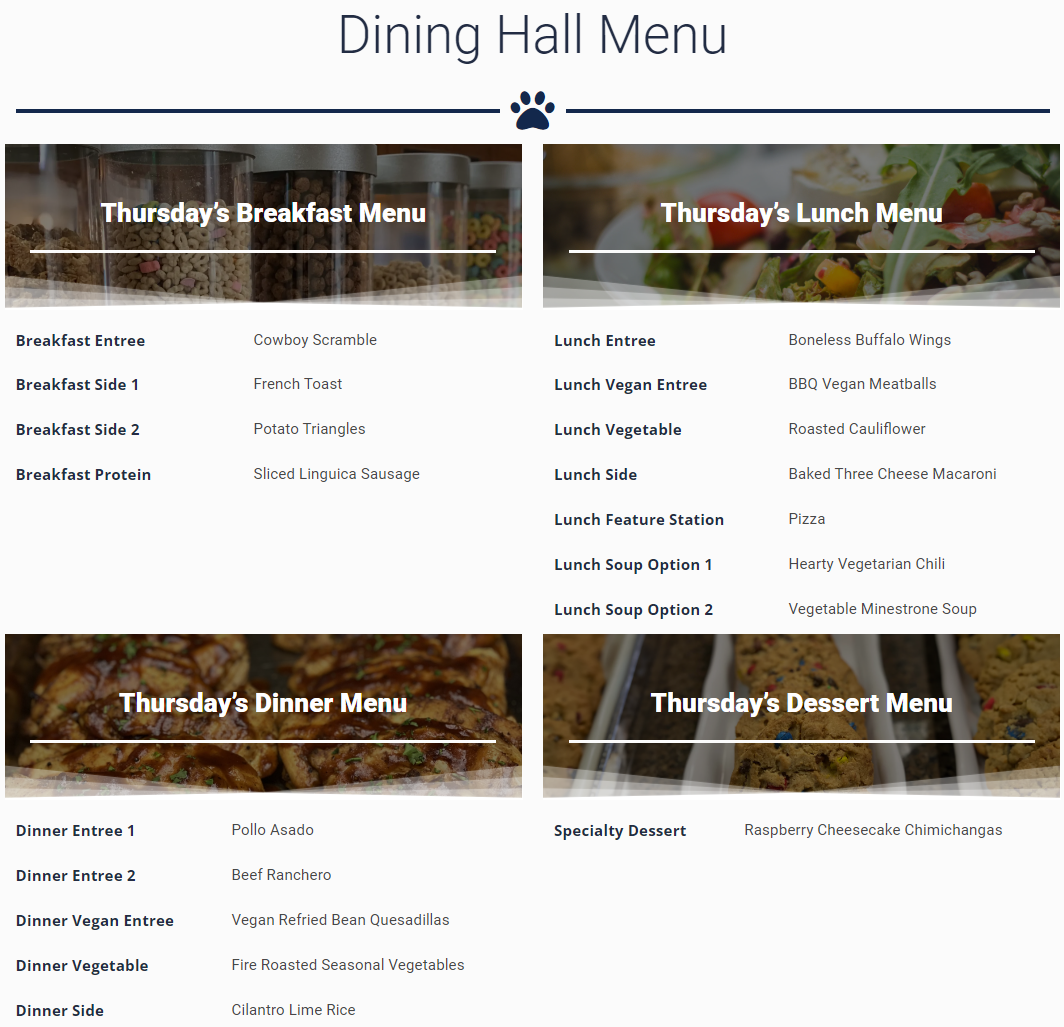 Dining Hall Menu
Thursday's Breakfast Menu
Breakfast Entree Cowboy Scramble
Breakfast Side 1 French Toast
Breakfast Side 2 Potato Triangles
Breakfast Protein Sliced Linguica Sausage
Thursday's Lunch Menu
Lunch Entree Boneless Buffalo Wings
Lunch Vegan Entree BBQ Vegan Meatballs
Lunch Vegetable Roasted Cauliflower
Lunch Side Baked Three Cheese Macaroni
Lunch Feature Station Pizza
Lunch Soup Option 1 Hearty Vegetarian Chili
Lunch Soup Option 2 Vegetable Minestrone Soup
Thursday's Dinner Menu
Dinner Entree 1 Pollo Asado
Dinner Entree 2 Beef Ranchero
Dinner Vegan Entree Vegan Refried Bean Quesadillas
Dinner Vegetable Fire Roasted Seasonal Vegetables
Dinner Side Cilantro Lime Rice
Thursday's Dessert Menu
Specialty Dessert Raspberry Cheesecake Chimichangas